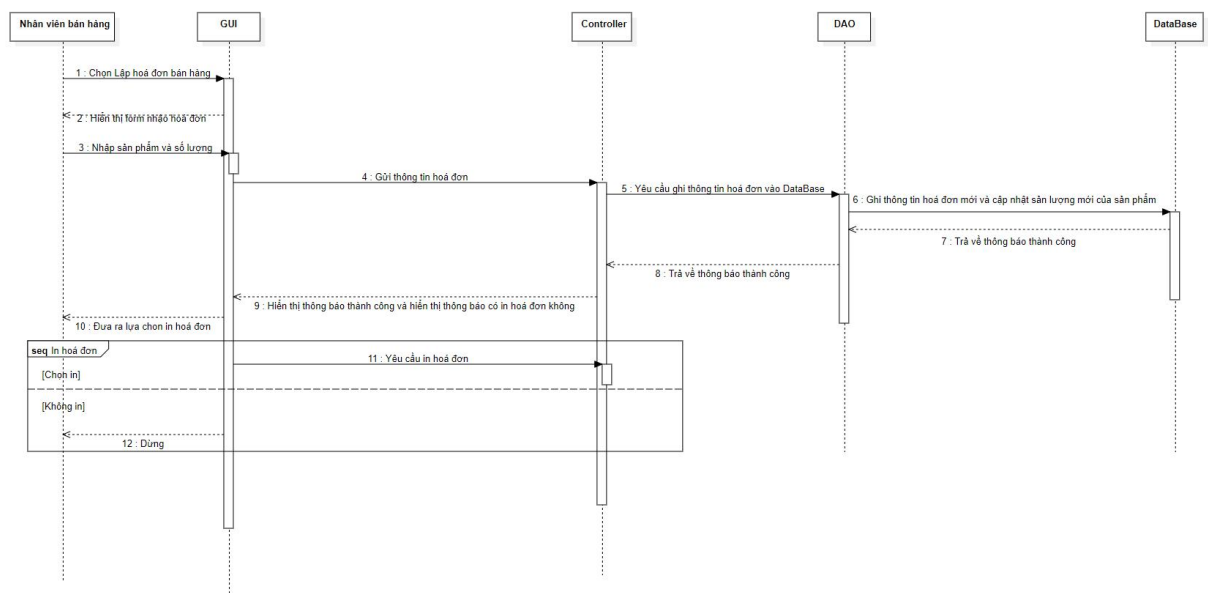 Nhân viên bán hàng
GUI
Controller
DAO
DataBase
1 : Chọn Lập hoá đơn bán hàng
2 : Hiển thị form nhập hoá đơn
3 : Nhập sản phẩm và số lượng
4 : Gửi thông tin hoá đơn
5 : Yêu cầu ghi thông tin hoá đơn vào DataBase
6 : Ghi thông tin hoá đơn mới và cập nhật sản lượng mới của sản phẩm
7 : Trả về thông báo thành công
8 : Trả về thông báo thành công
9 : Hiển thị thông báo thành công và hiển thị thông báo có in hoá đơn không
10 : Đưa ra lựa chon in hoá đơn
seq In hoá đơn
11 : Yêu cầu in hoá đơn
[Chọn in]
[Không in]
12 : Dừng